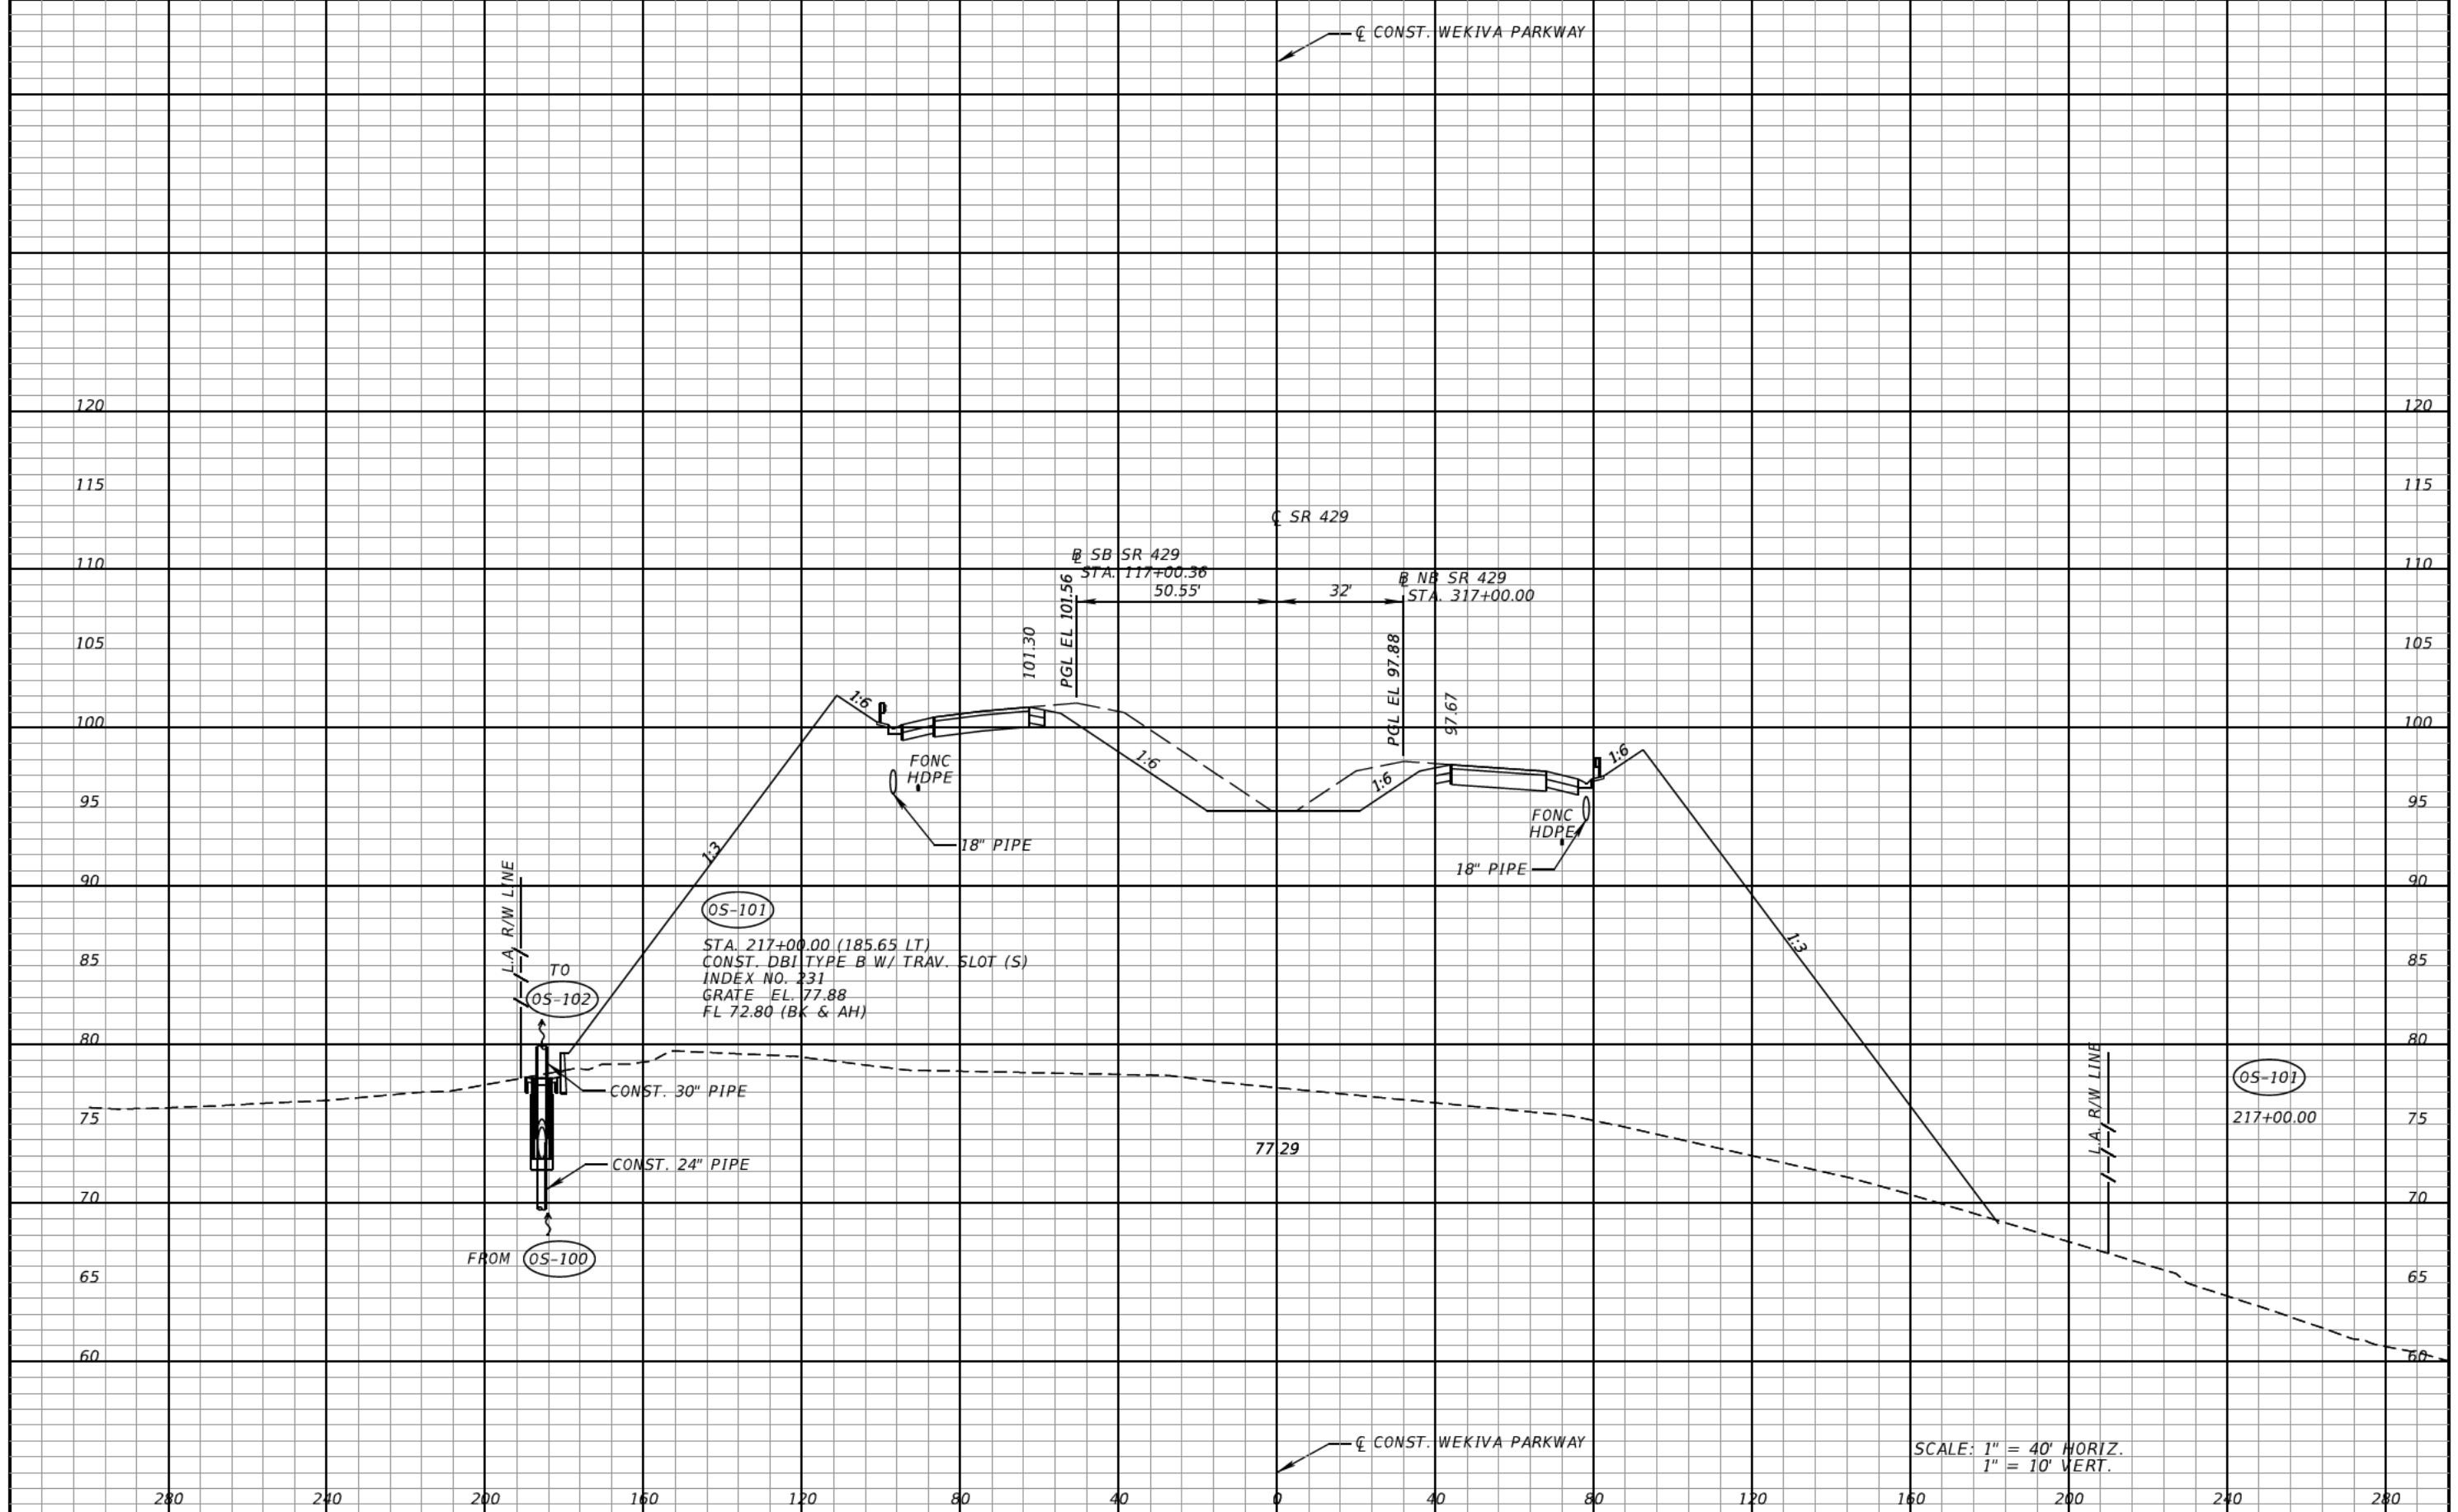 ℄ CONST. WEKIVA PARKWAY
120 120
115 115
℄ SR 429
110 110
B SB SR 429
STA. 117+00.36
50.55' 32'
B NB SR 429
STA. 317+00.00
PGL EL 101.56
101.30
PGL EL 97.88
97.67
105 105
100 100
1:6
1:6
1:6
1:6
FONC
HDPE
18" PIPE
95 95
FONC
HDPE
18" PIPE
1:3
1:3
90 90
L.A. R/W LINE
OS-101
STA. 217+00.00 (185.65 LT)
CONST. DBI TYPE B W/ TRAV. SLOT (S)
INDEX NO. 231
GRATE EL. 77.88
FL 72.80 (BK & AH)
85 85
TO
OS-102
80 80
L.A. R/W LINE
OS-101
217+00.00
CONST. 30" PIPE
75 75
77.29
CONST. 24" PIPE
70 70
FROM OS-100
65 65
60 60
℄ CONST. WEKIVA PARKWAY
SCALE: 1" = 40' HORIZ.
1" = 10' VERT.
280 240 200 160 120 80 40 0 40 80 120 160 200 240 280